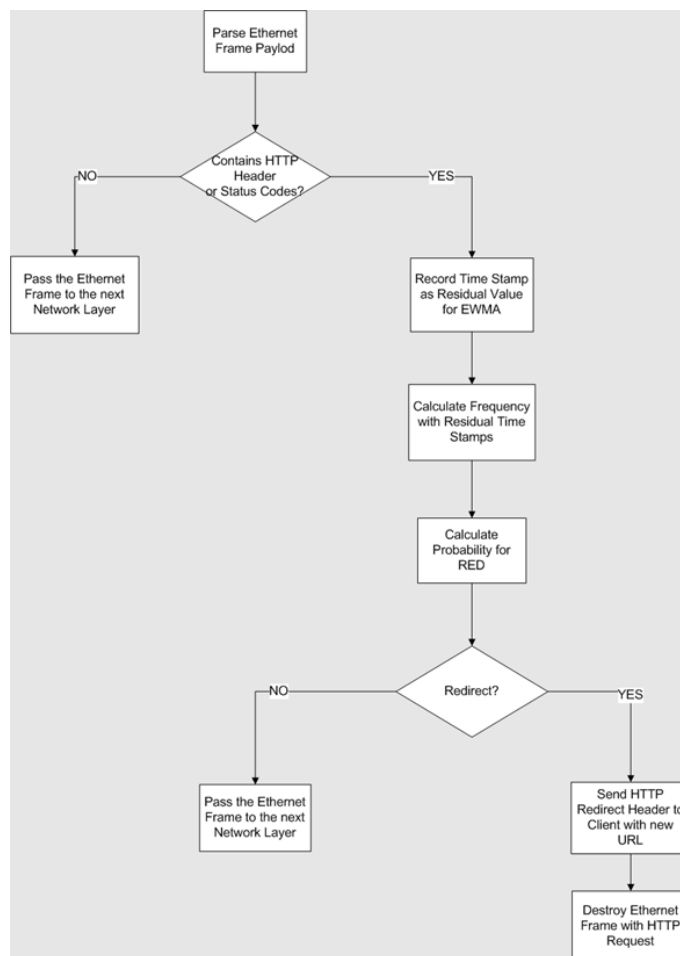 Parse Ethernet
Frame Paylod
Contains HTTP
Header
or Status Codes?
NO
YES
Pass the Ethernet
Frame to the next
Network Layer
Record Time Stamp
as Residual Value
for EWMA
Calculate Frequency
with Residual Time
Stamps
Calculate
Probability for
RED
Redirect?
NO
YES
Pass the Ethernet
Frame to the next
Network Layer
Send HTTP
Redirect Header to
Client with new
URL
Destroy Ethernet
Frame with HTTP
Request